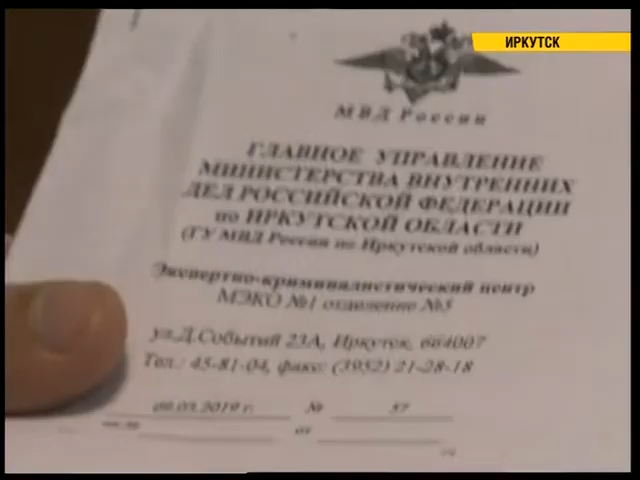 ИРКУТСК
МВД России
ГЛАВНОЕ УПРАВЛЕНИЕ
МИНИСТЕРСТВА ВНУТРЕННИХ
ДЕЛ РОССИЙСКОЙ ФЕДЕРАЦИИ
по ИРКУТСКОЙ ОБЛАСТИ
(ГУ МВД России по Иркутской области)
Экспертно-криминалистический центр
МЭКО №1 отделение №5
ул.Д.Событий 23А, Иркутск, 664007
Тел.: 45-81-04, факс: (3952) 21-28-18
2019 г. № 57
от